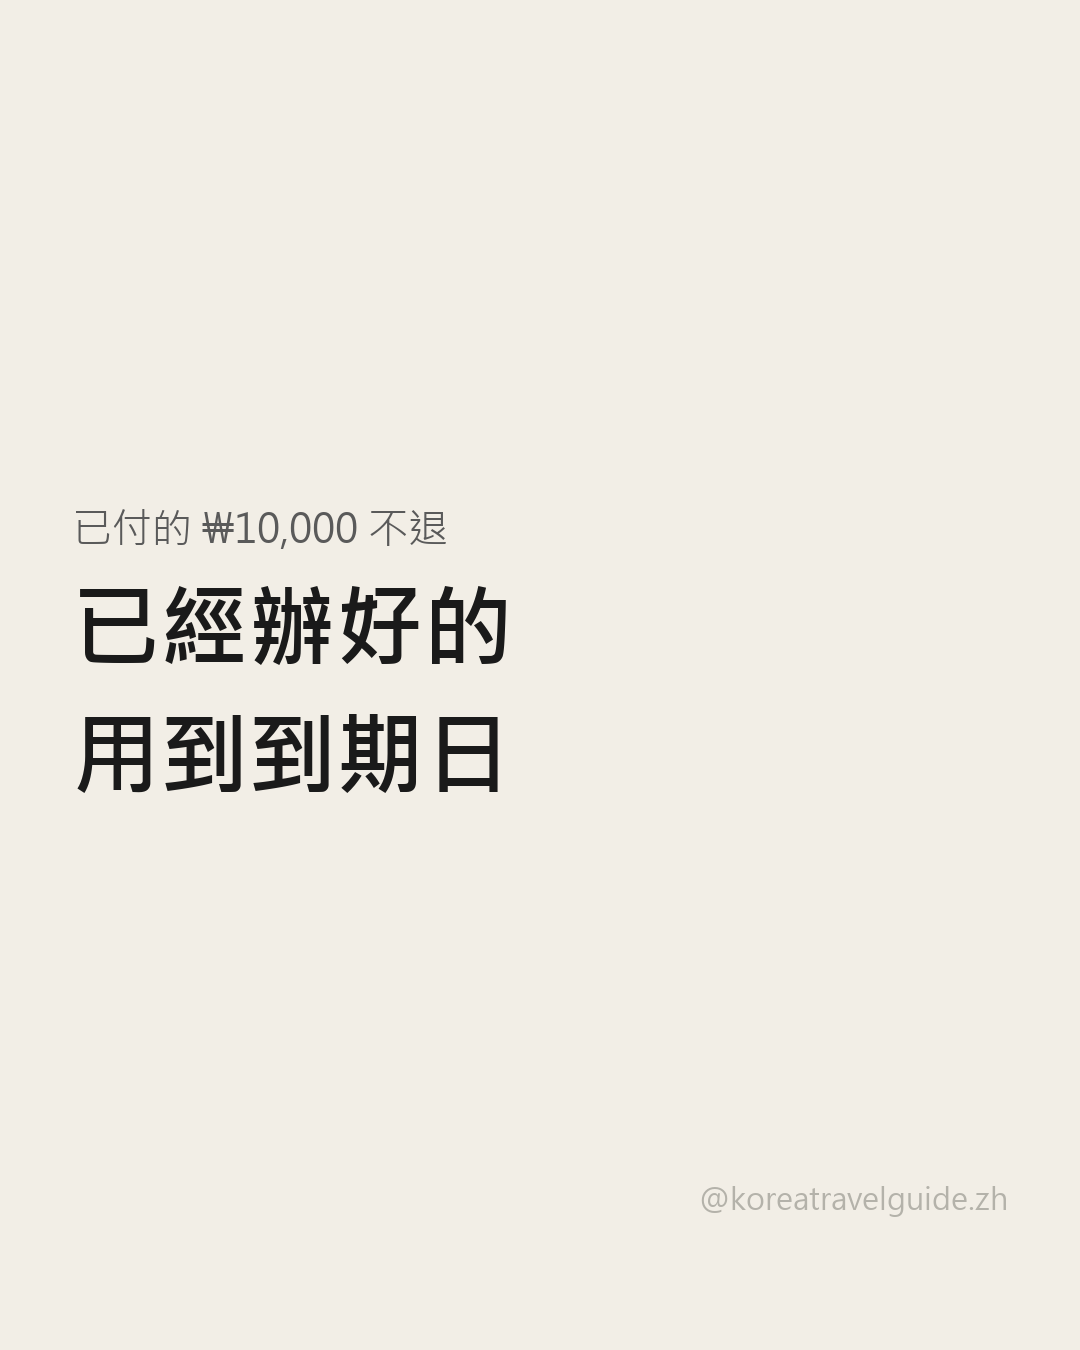 已付的 ₩10,000 不退
已經辦好的
用到到期日
@koreatravelguide.zh